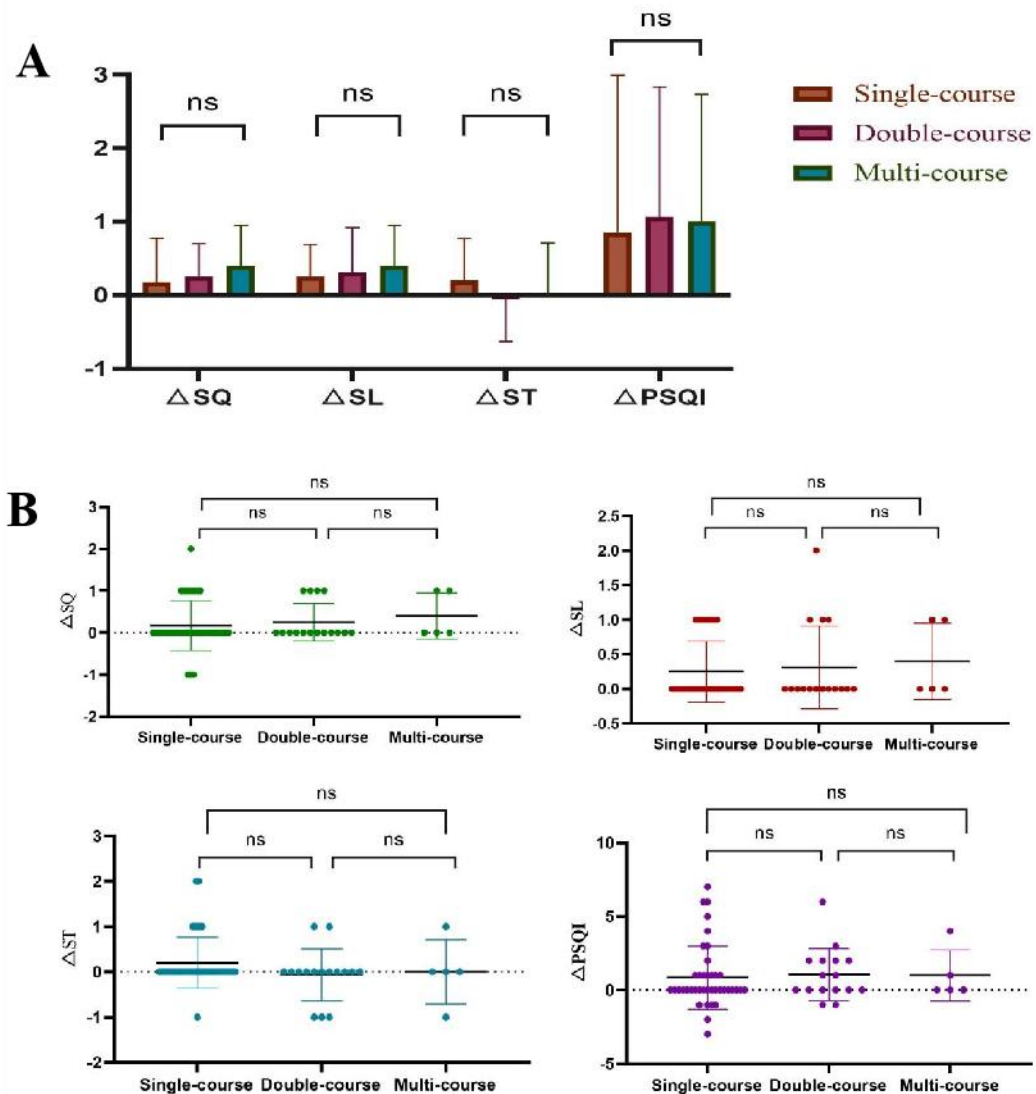 A
ns
ns ns ns
3
2
1
0
-1
△SQ △SL △ST △PSQI
Single-course
Double-course
Multi-course
B
ns
ns ns
3
2
1
0
-1
-2
△SQ
Single-course Double-course Multi-course
ns
ns ns
2.5
2.0
1.5
1.0
0.5
0.0
-0.5
△SL
Single-course Double-course Multi-course
ns
ns ns
3
2
1
0
-1
-2
△ST
Single-course Double-course Multi-course
ns
ns ns
10
5
0
-5
△PSQI
Single-course Double-course Multi-course